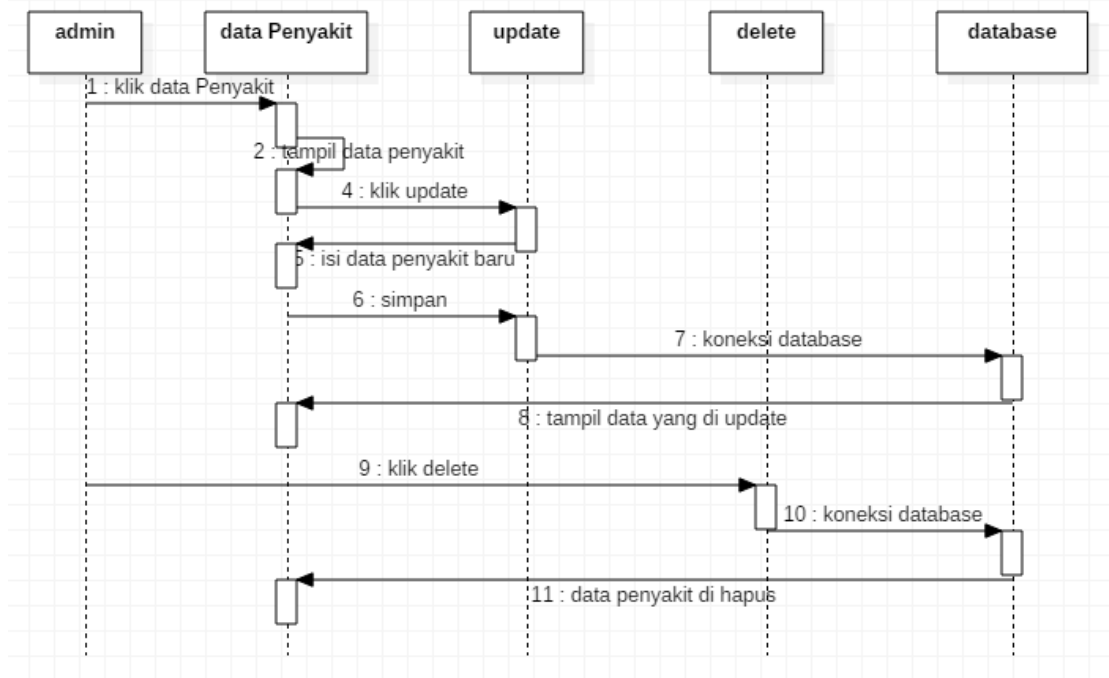 admin
data Penyakit
update
delete
database
1 : klik data Penyakit
2 : tampil data penyakit
4 : klik update
5 : isi data penyakit baru
6 : simpan
7 : koneksi database
8 : tampil data yang di update
9 : klik delete
10 : koneksi database
11 : data penyakit di hapus